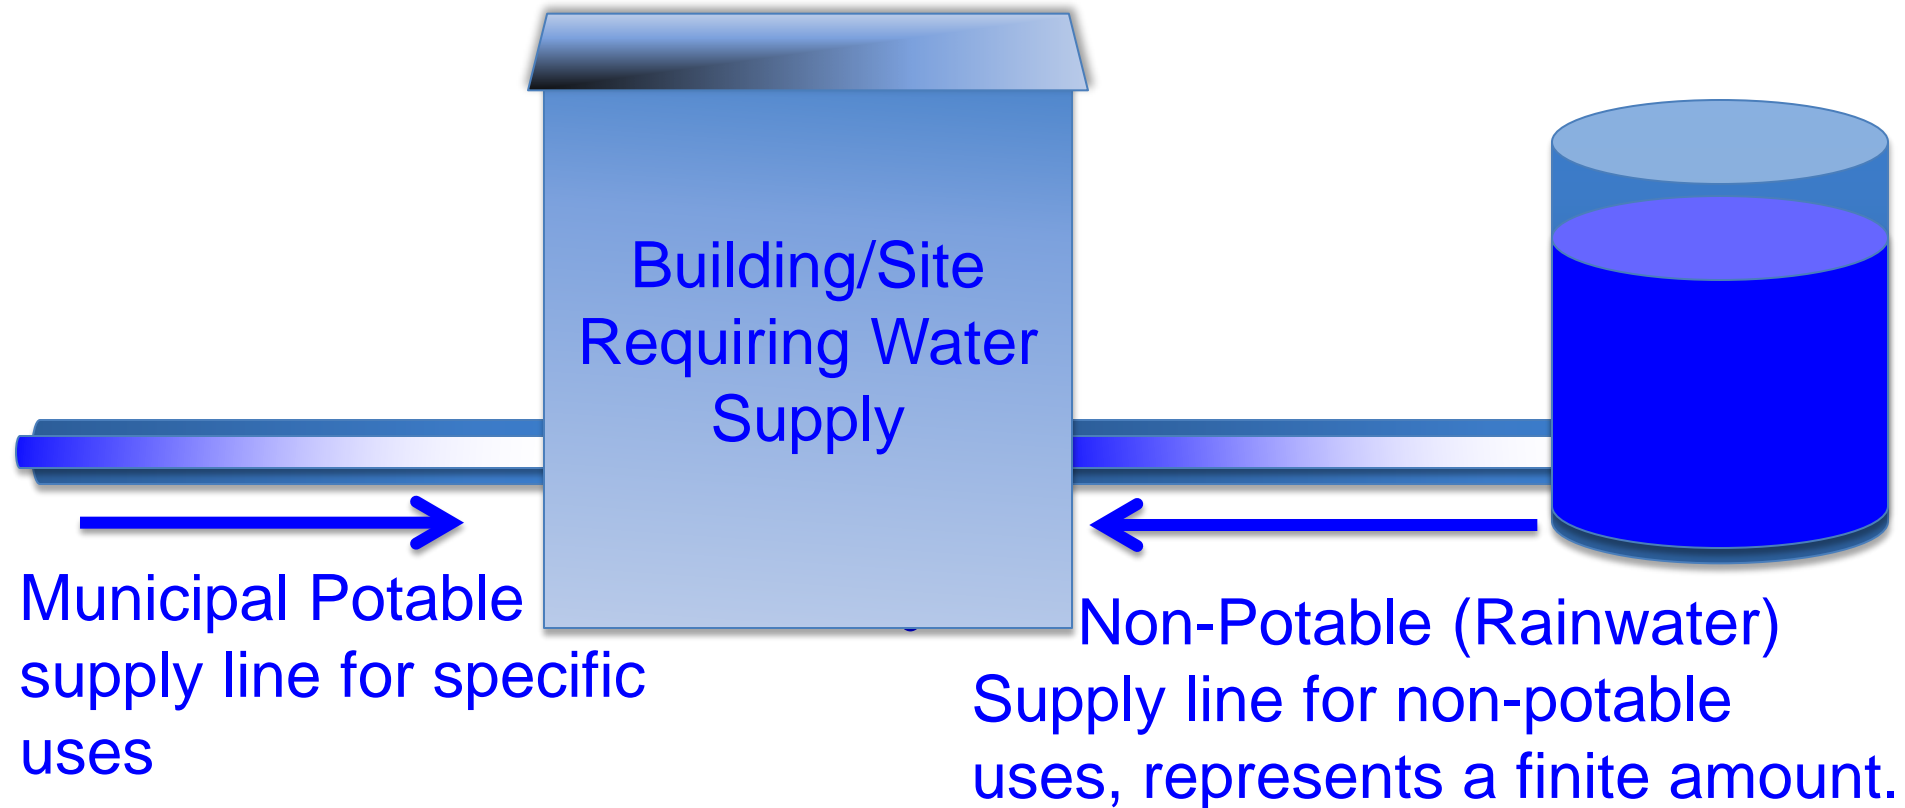 Building/Site
Requiring Water
Supply
Municipal Potable
supply line for specific
uses
Non-Potable (Rainwater)
Supply line for non-potable
uses, represents a finite amount.